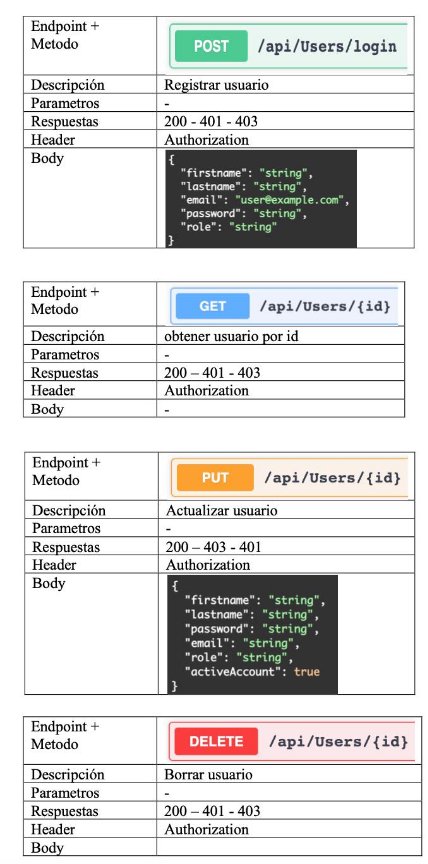 Endpoint +
Metodo
POST /api/Users/login
Descripción Registrar usuario
Parametros -
Respuestas 200 - 401 - 403
Header Authorization
Body {
"firstname": "string",
"lastname": "string",
"email": "user@example.com",
"password": "string",
"role": "string"
}
Endpoint +
Metodo
GET /api/Users/{id}
Descripción obtener usuario por id
Parametros -
Respuestas 200 – 401 - 403
Header Authorization
Body -
Endpoint +
Metodo
PUT /api/Users/{id}
Descripción Actualizar usuario
Parametros -
Respuestas 200 – 403 - 401
Header Authorization
Body {
"firstname": "string",
"lastname": "string",
"password": "string",
"email": "string",
"role": "string",
"activeAccount": true
}
Endpoint +
Metodo
DELETE /api/Users/{id}
Descripción Borrar usuario
Parametros -
Respuestas 200 – 401 - 403
Header Authorization
Body